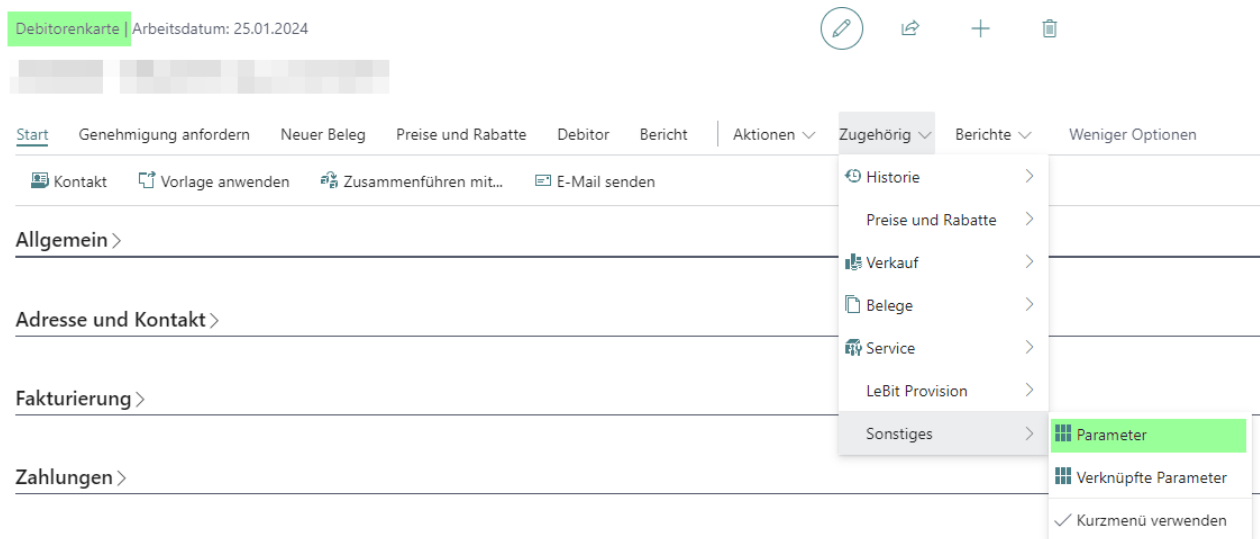 Debitorenkarte | Arbeitsdatum: 25.01.2024
Start Genehmigung anfordern Neuer Beleg Preise und Rabatte Debitor Bericht Aktionen Zugehörig Berichte Weniger Optionen
Kontakt Vorlage anwenden Zusammenführen mit... E-Mail senden
Historie
Preise und Rabatte
Allgemein
Verkauf
Belege
Adresse und Kontakt
Service
LeBit Provision
Fakturierung
Sonstiges
Parameter
Zahlungen
Verknüpfte Parameter
Kurzmenü verwenden